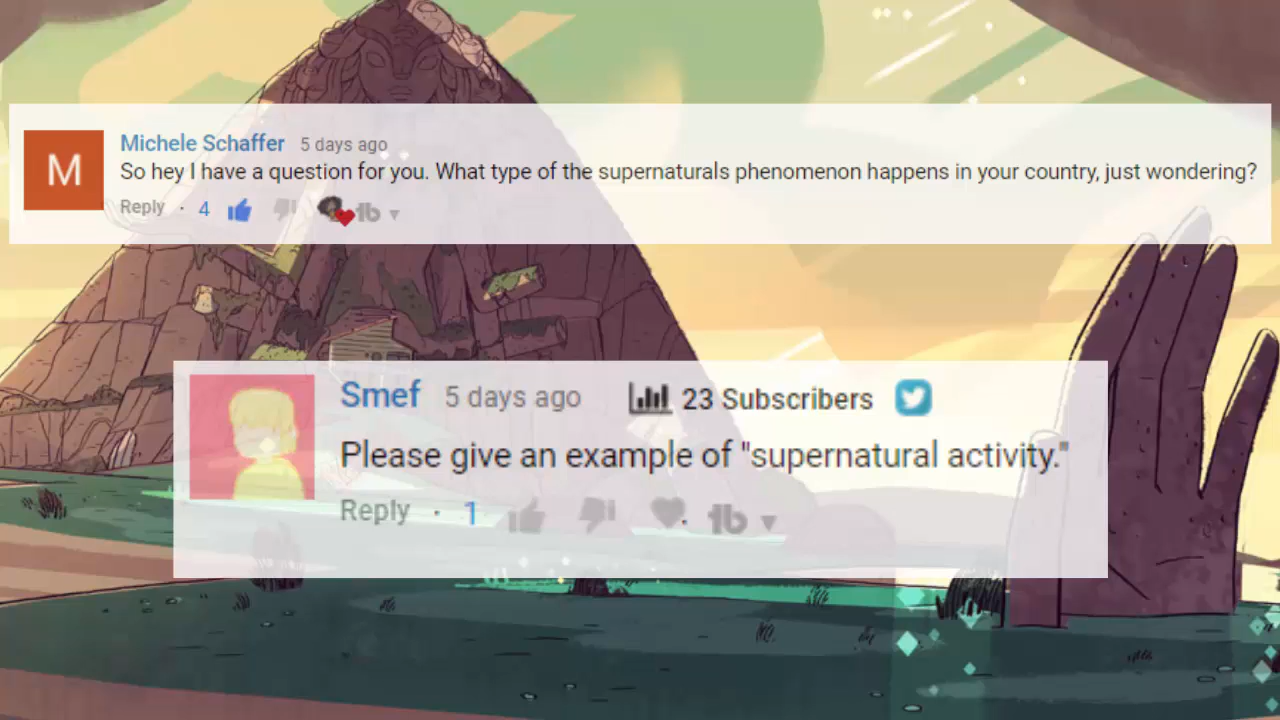 M
Michele Schaffer 5 days ago
So hey I have a question for you. What type of the supernaturals phenomenon happens in your country, just wondering?
Reply · 4 1b
Smef 5 days ago 23 Subscribers
Please give an example of "supernatural activity."
Reply · 1 1b